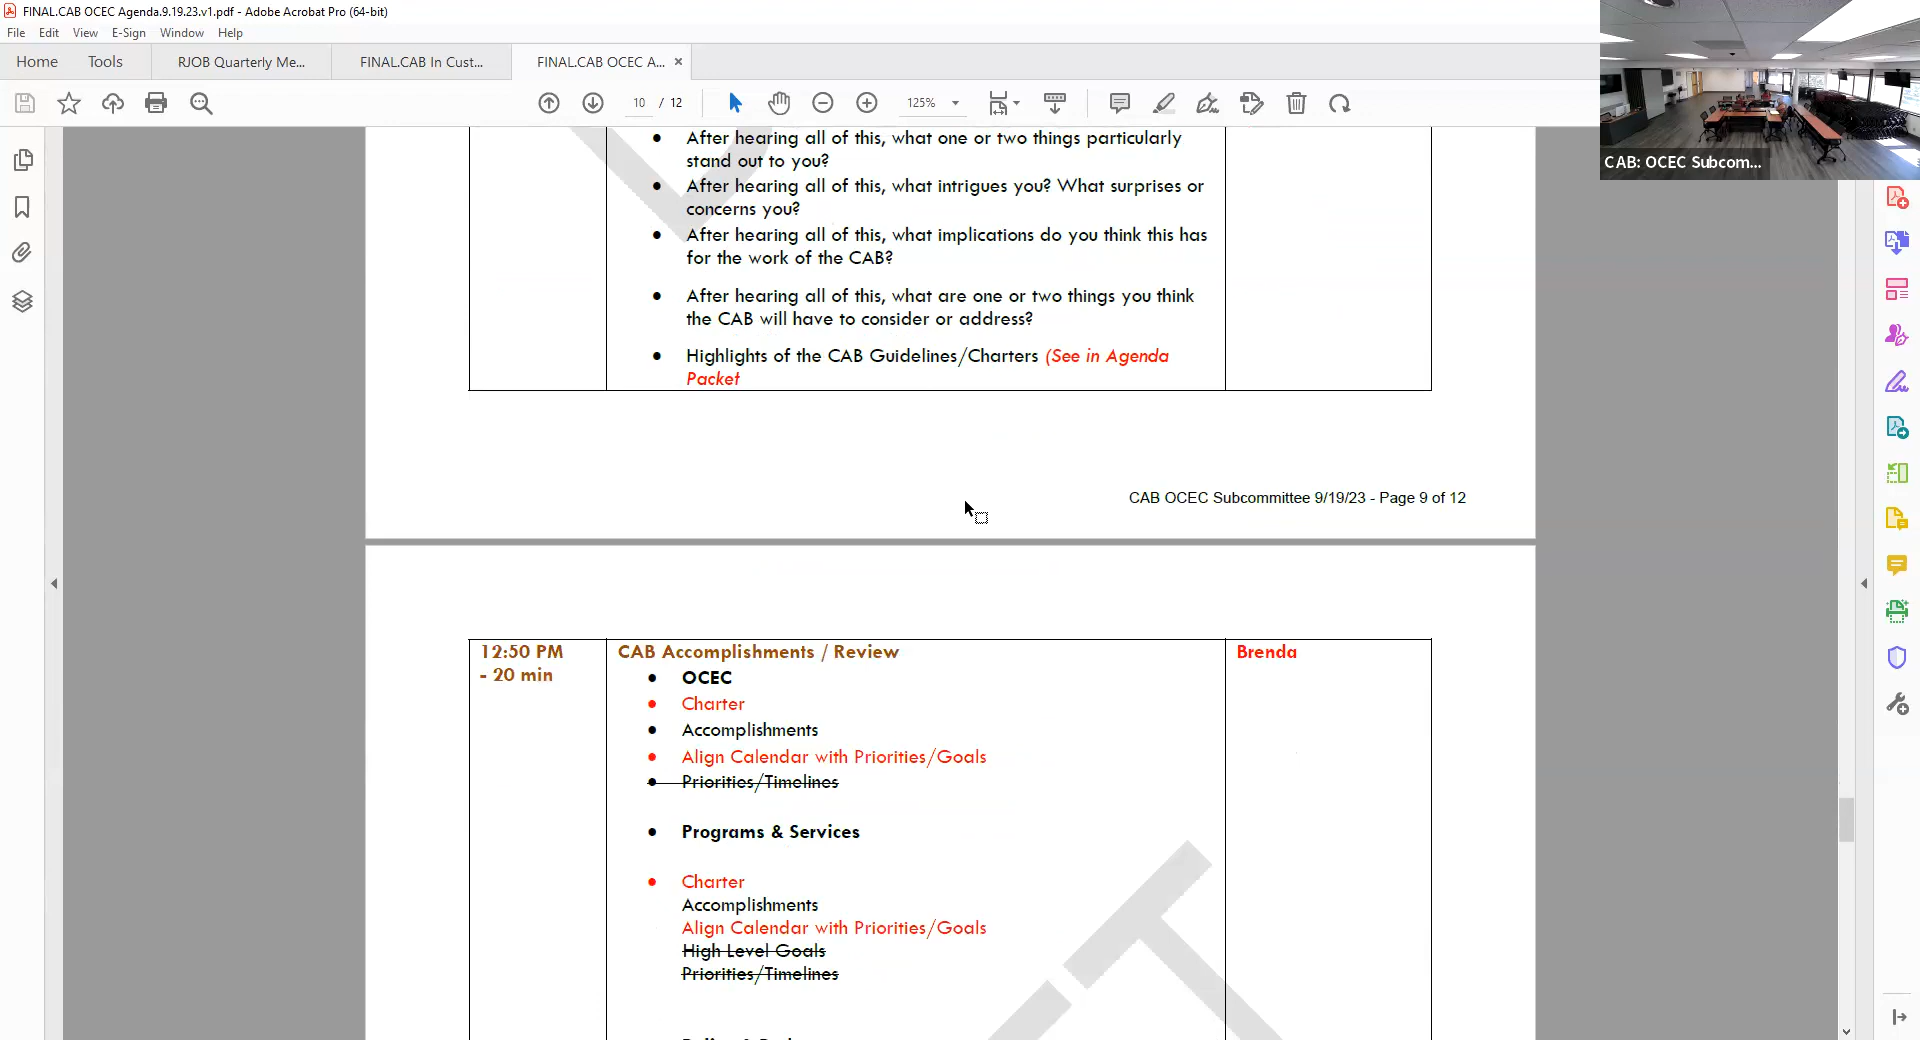 FINAL.CAB OCEC Agenda.9.19.23.v1.pdf - Adobe Acrobat Pro (64-bit)
File Edit View E-Sign Window Help
Home Tools RJOB Quarterly Me... FINAL.CAB In Cust... FINAL.CAB OCEC A... ×
10 / 12 125%
CAB: OCEC Subcom...
• After hearing all of this, what one or two things particularly
stand out to you?
• After hearing all of this, what intrigues you? What surprises or
concerns you?
• After hearing all of this, what implications do you think this has
for the work of the CAB?
• After hearing all of this, what are one or two things you think
the CAB will have to consider or address?
• Highlights of the CAB Guidelines/Charters (See in Agenda
Packet
CAB OCEC Subcommittee 9/19/23 - Page 9 of 12
12:50 PM CAB Accomplishments / Review Brenda
- 20 min
• OCEC
• Charter
• Accomplishments
• Align Calendar with Priorities/Goals
• Priorities/Timelines
• Programs & Services
• Charter
Accomplishments
Align Calendar with Priorities/Goals
High Level Goals
Priorities/Timelines